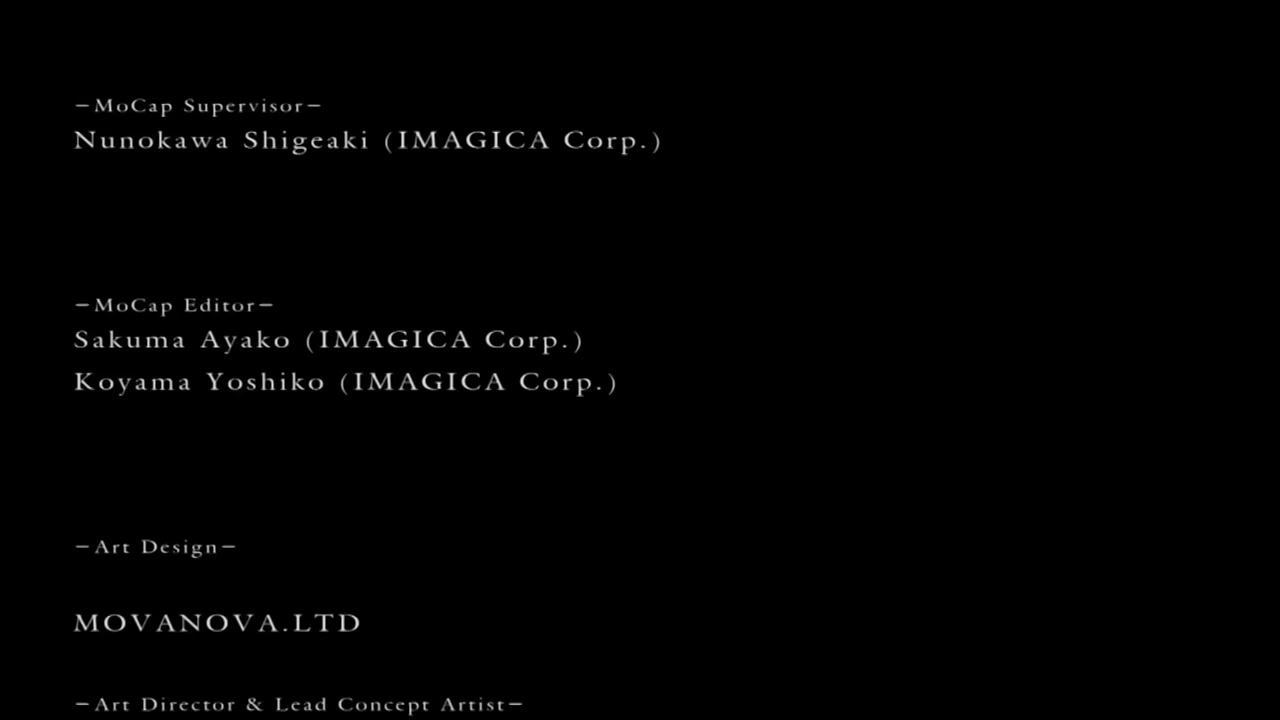 −MoCap Supervisor−
Nunokawa Shigeaki (IMAGICA Corp.)
−MoCap Editor−
Sakuma Ayako (IMAGICA Corp.)
Koyama Yoshiko (IMAGICA Corp.)
−Art Design−
MOVANOVA.LTD
−Art Director & Lead Concept Artist−